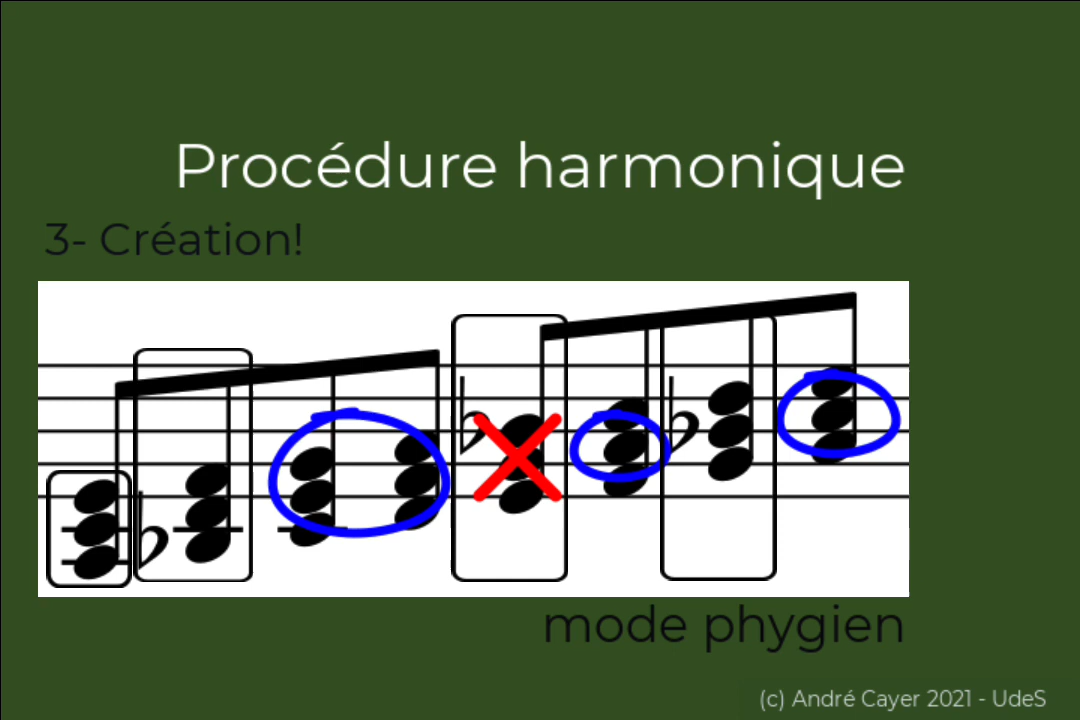 Procédure harmonique
3- Création!
mode phygien
(c) André Cayer 2021 - UdeS